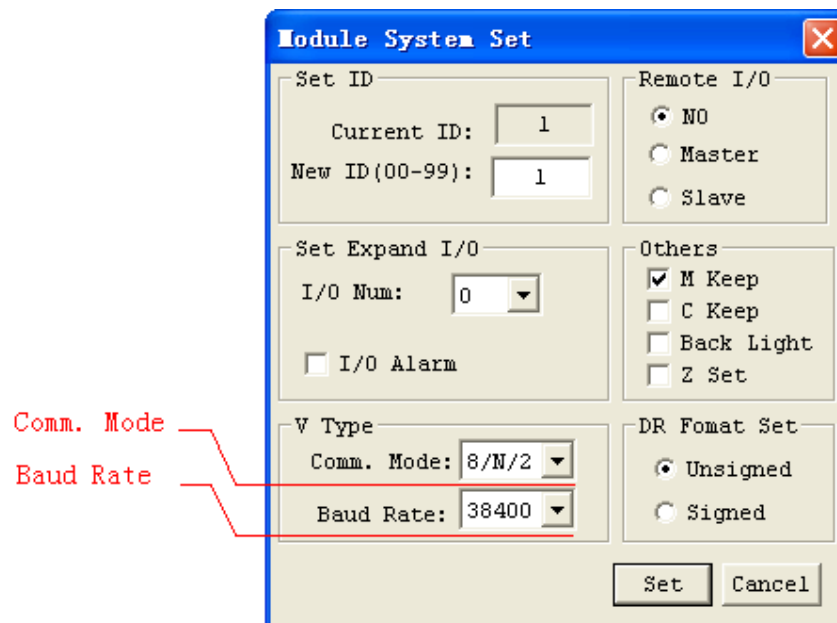 Module System Set
Set ID
Current ID: 1
New ID(00-99): 1
Remote I/O
NO
Master
Slave
Set Expand I/O
I/O Num: 0
I/O Alarm
Others
M Keep
C Keep
Back Light
Z Set
Comm. Mode
Baud Rate
V Type
Comm. Mode: 8/N/2
Baud Rate: 38400
DR Fomat Set
Unsigned
Signed
Set
Cancel